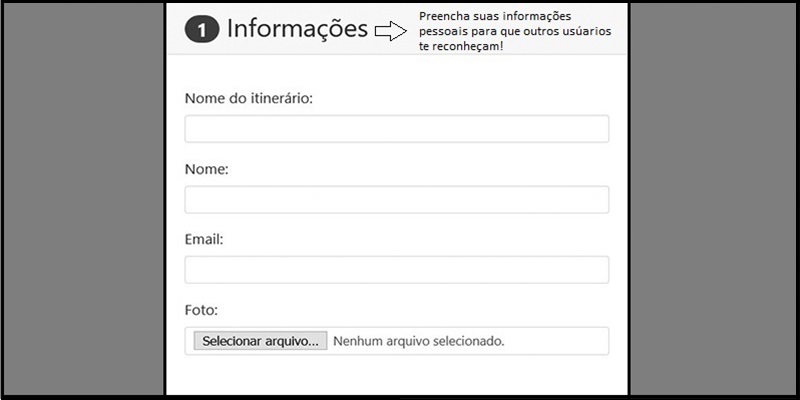 1 Informações
Preencha suas informações
pessoais para que outros usúarios
te reconheçam!
Nome do itinerário:
Nome:
Email:
Foto:
Selecionar arquivo... Nenhum arquivo selecionado.